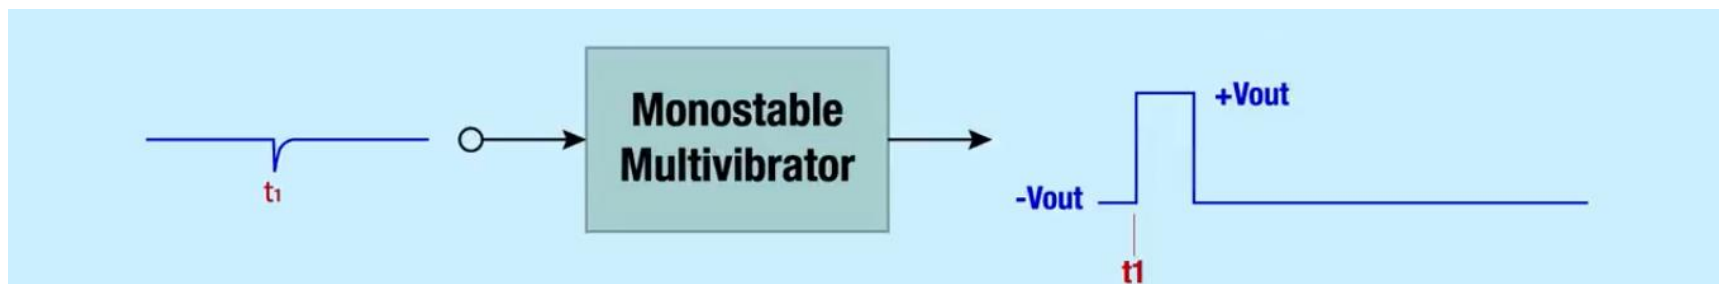 t₁
Monostable
Multivibrator
+Vout
-Vout
t1